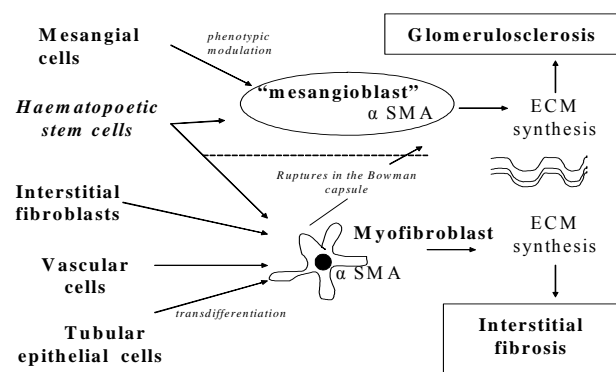 Mesangial
cells
phenotypic
modulation
Glomerulosclerosis
Haematopoetic
stem cells
“mesangioblast”
α SMA
ECM
synthesis
Ruptures in the Bowman
capsule
Interstitial
fibroblasts
Myofibroblast
α SMA
ECM
synthesis
Vascular
cells
transdifferentiation
Tubular
epithelial cells
Interstitial
fibrosis